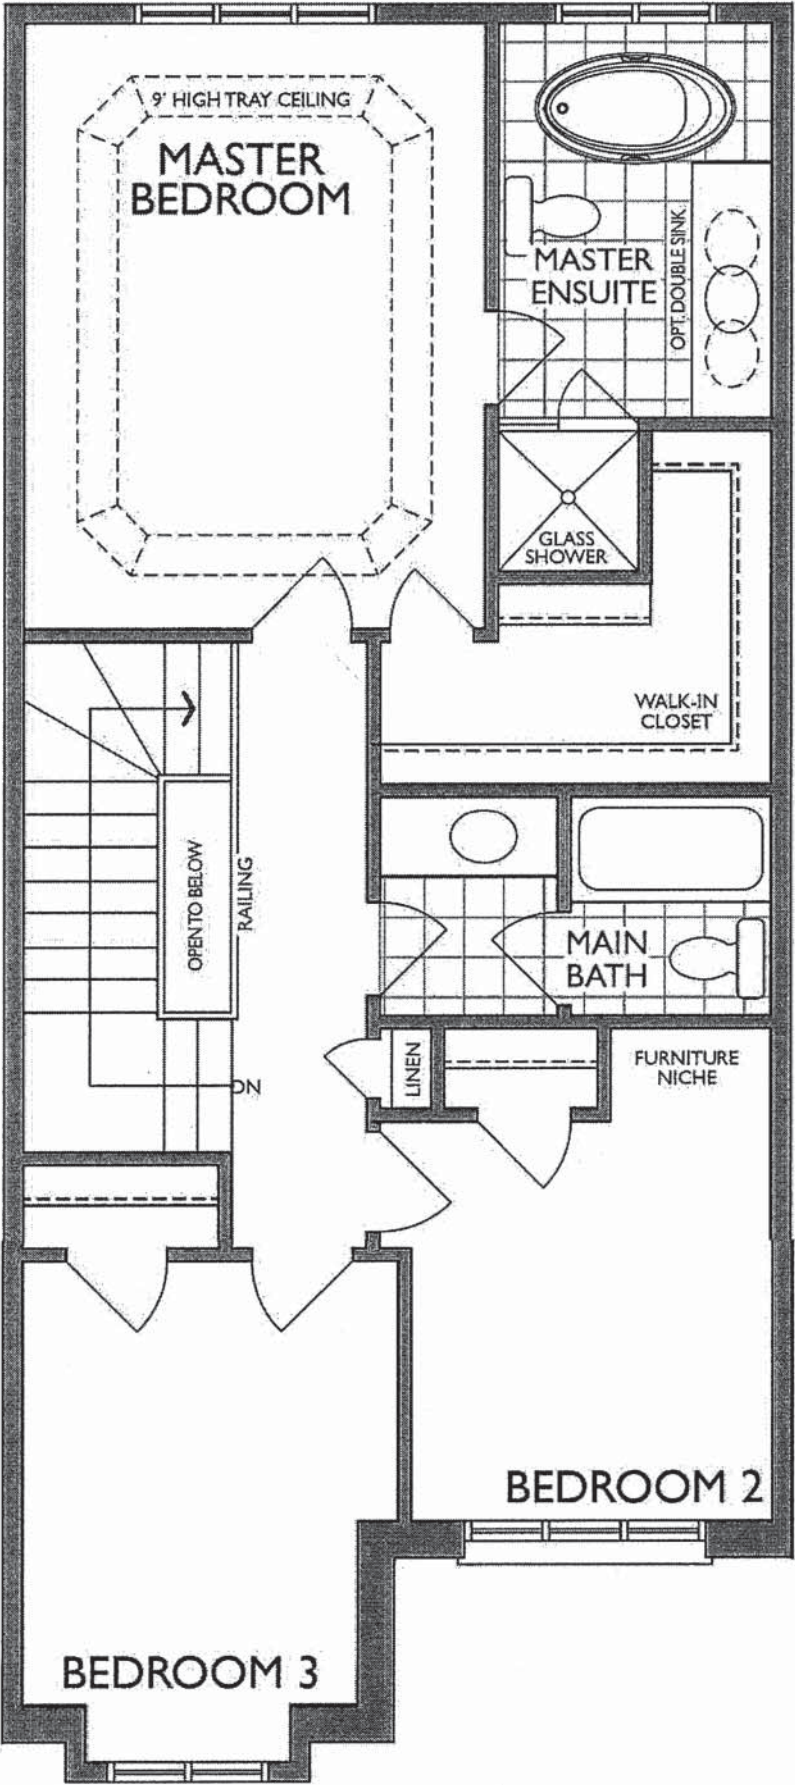 9' HIGH TRAY CEILING
MASTER
BEDROOM
MASTER
ENSUITE
OPT. DOUBLE SINK
GLASS
SHOWER
WALK-IN
CLOSET
OPEN TO BELOW
RAILING
MAIN
BATH
LINEN
FURNITURE
NICHE
DN
BEDROOM 2
BEDROOM 3